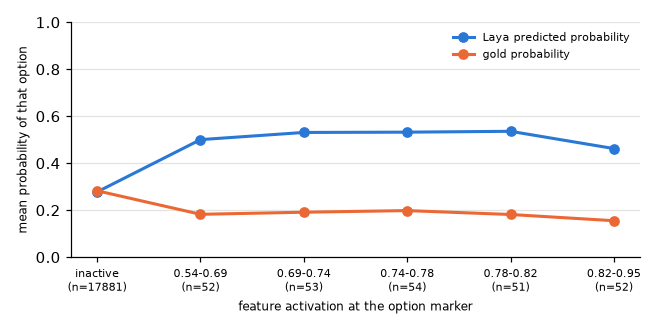 1.0
0.8
0.6
0.4
0.2
0.0
mean probability of that option
Laya predicted probability
gold probability
inactive
(n=17881)
0.54-0.69
(n=52)
0.69-0.74
(n=53)
0.74-0.78
(n=54)
0.78-0.82
(n=51)
0.82-0.95
(n=52)
feature activation at the option marker